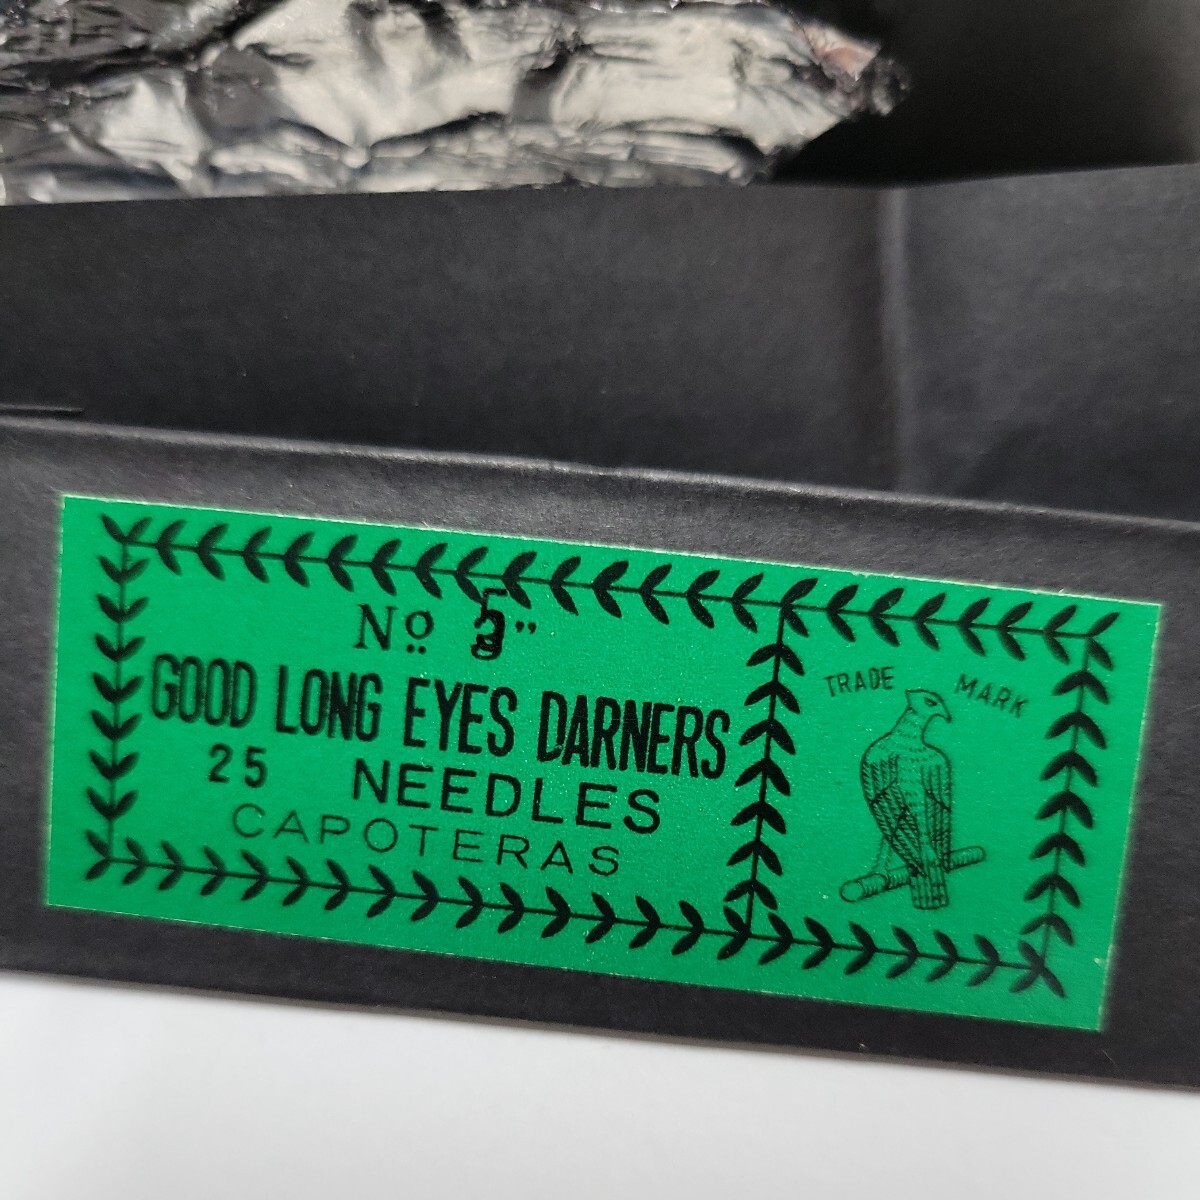 No. 5"
GOOD LONG EYES DARNERS
25 NEEDLES
CAPOTERAS
TRADE MARK